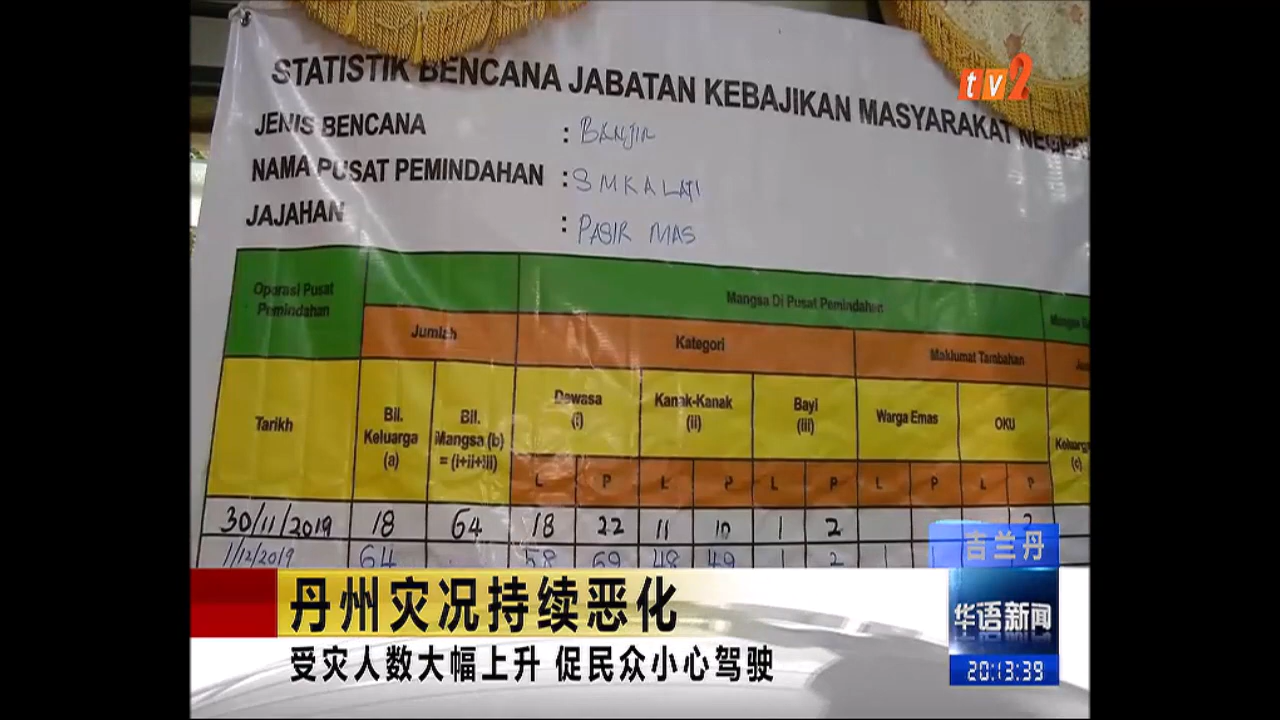 STATISTIK BENCANA JABATAN KEBAJIKAN MASYARAKAT
tv2
JENIS BENCANA : BANJIR
NAMA PUSAT PEMINDAHAN : SMKA LATI
JAJAHAN : PASIR MAS
Operasi Pusat Pemindahan
Mangsa Di Pusat Pemindahan
Jumlah
Kategori
Maklumat Tambahan
Tarikh
Bil. Keluarga (a)
Bil. Mangsa (b) = (i+ii+iii)
Dewasa (i)
Kanak-Kanak (ii)
Bayi (iii)
Warga Emas
OKU
(c)
L P L P L P L P L P
30/11/2019 18 64 18 22 11 10 1 2 2
1/12/2019 64 58 69 48 49 1 2 1
吉兰丹
丹州灾况持续恶化
受灾人数大幅上升 促民众小心驾驶
华语新闻
20:13:39